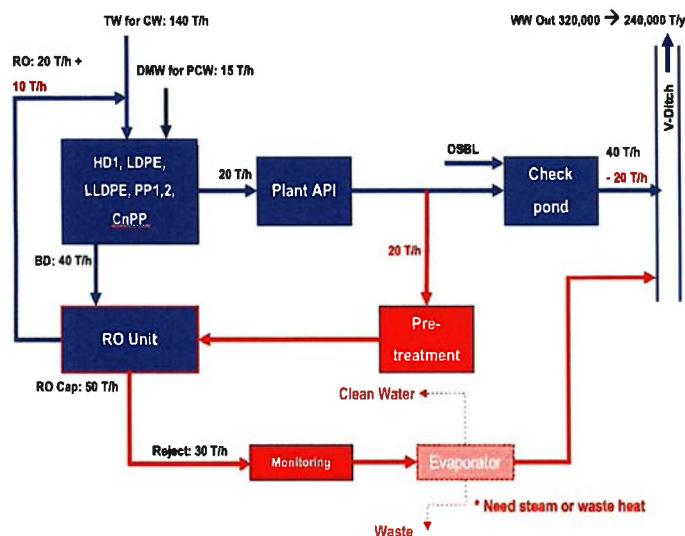 TW for CW: 140 T/h
WW Out 320,000 → 240,000 T/y
RO: 20 T/h +
10 T/h
DMW for PCW: 15 T/h
V-Ditch
HD1, LDPE,
LLDPE, PP1,2,
CnPP
20 T/h
Plant API
OSBL
Check
pond
40 T/h
- 20 T/h
BD: 40 T/h
20 T/h
RO Unit
Pre-
treatment
RO Cap: 50 T/h
Clean Water
Reject: 30 T/h
Monitoring
Evaporator
* Need steam or waste heat
Waste